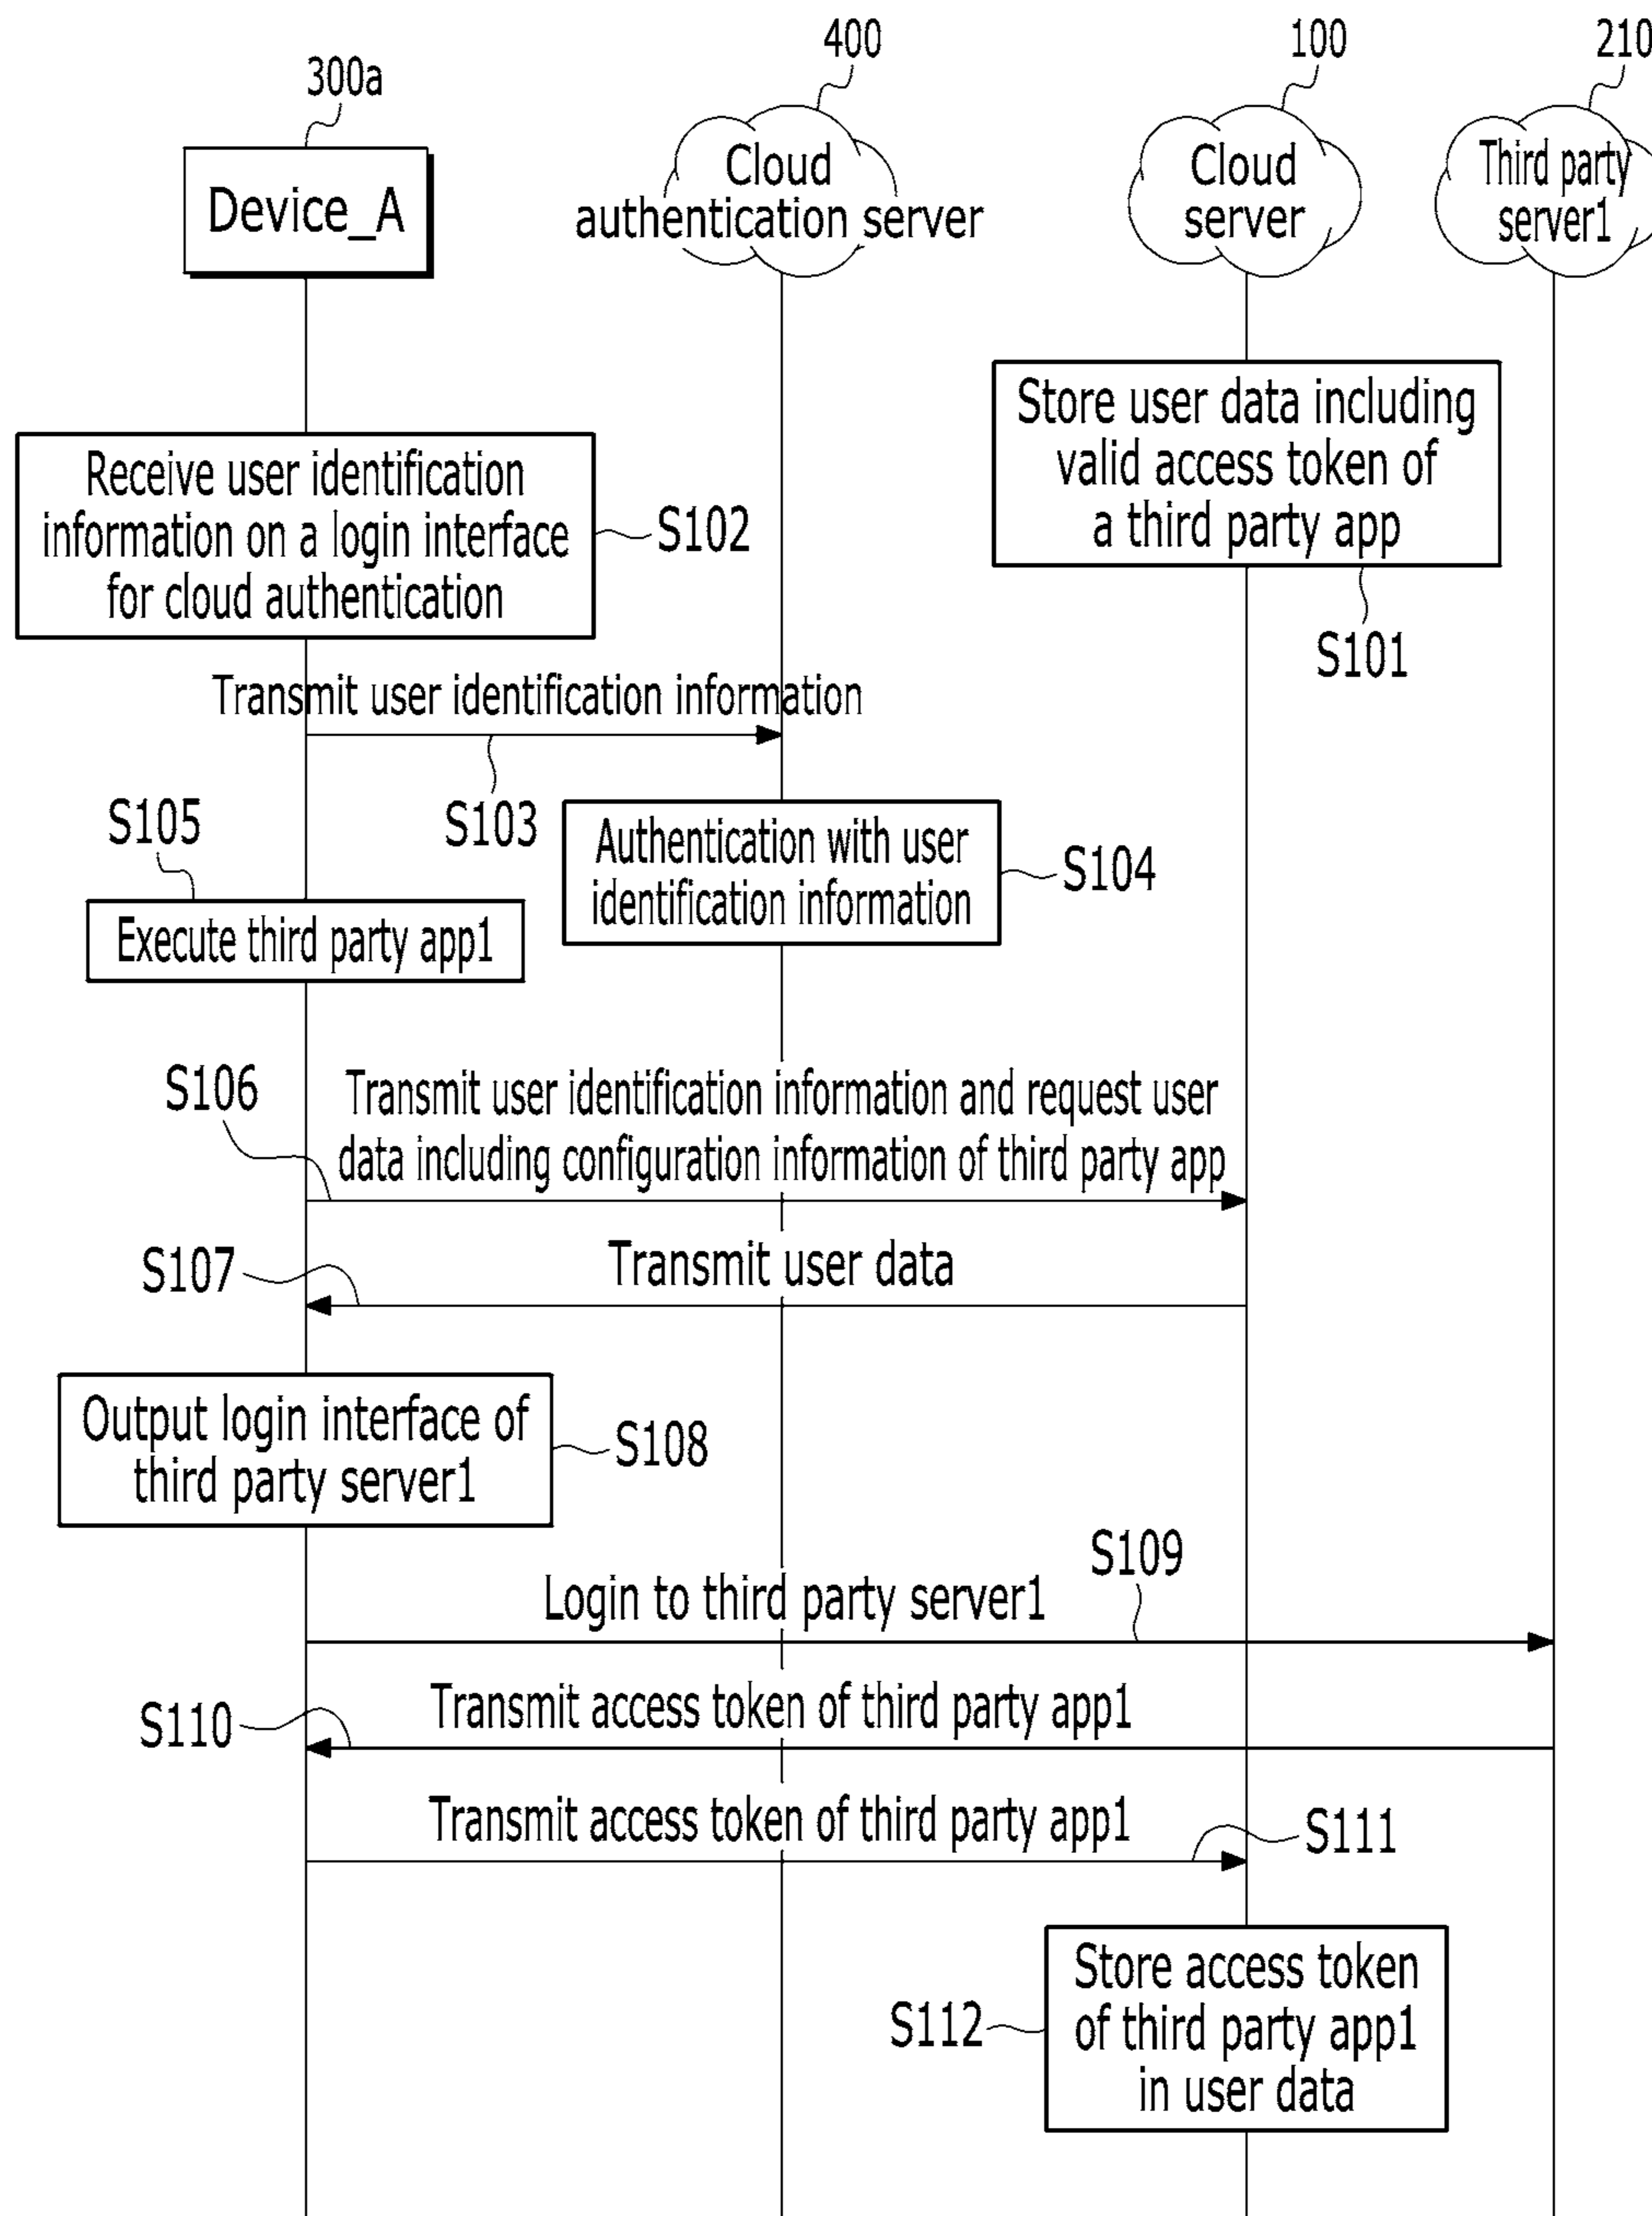 300a
400
100
210
Device_A
Cloud
authentication server
Cloud
server
Third party
server1
Store user data including
valid access token of
a third party app
S101
Receive user identification
information on a login interface
for cloud authentication
S102
Transmit user identification information
S103
S105
Authentication with user
identification information
S104
Execute third party app1
S106
Transmit user identification information and request user
data including configuration information of third party app
S107
Transmit user data
Output login interface of
third party server1
S108
S109
Login to third party server1
S110
Transmit access token of third party app1
Transmit access token of third party app1
S111
Store access token
of third party app1
in user data
S112